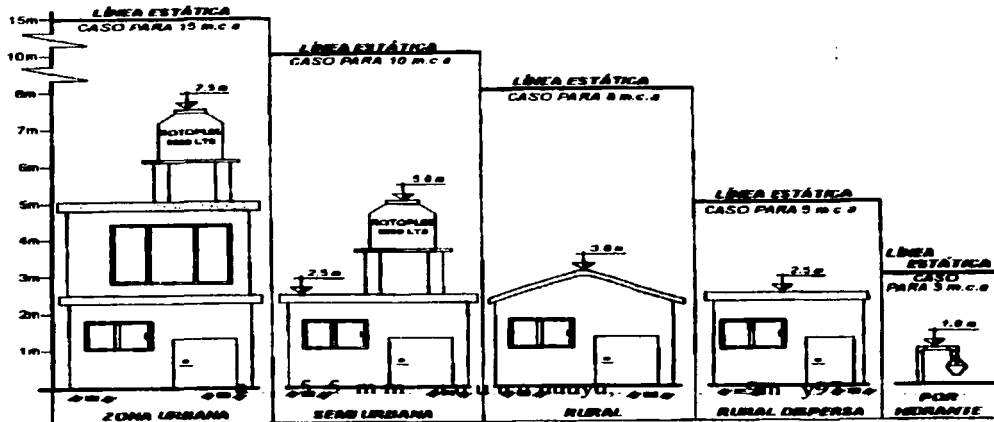 15m
LÍNEA ESTÁTICA
CASO PARA 15 m.c.a
10m
LÍNEA ESTÁTICA
CASO PARA 10 m.c.a
LÍNEA ESTÁTICA
CASO PARA 8 m.c.a
8m
7.5 m
ROTOPLAS
LTS
7m
6m
5m
5.0 m
ROTOPLAS
LTS
LÍNEA ESTÁTICA
CASO PARA 5 m.c.a
4m
3m
2.5 m
3.0 m
2.5 m
LÍNEA
ESTÁTICA
CASO
PARA 3 m.c.a
2m
1m
1.0 m
ZONA URBANA
SEMI URBANA
RURAL
RURAL DISPERSA
POR
HIDRANTE